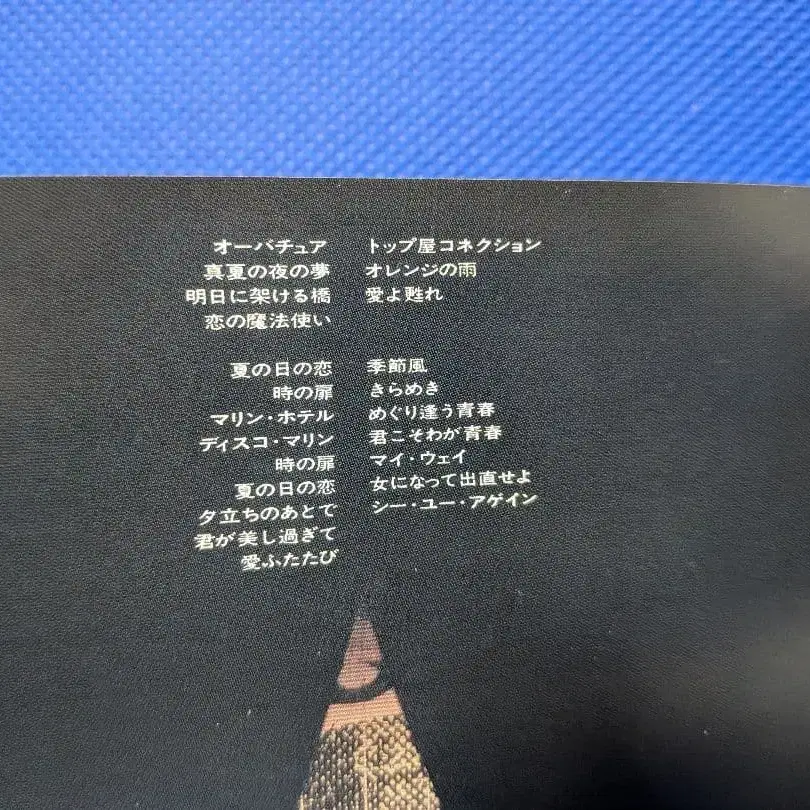 オーバチュア
真夏の夜の夢
明日に架ける橋
恋の魔法使い
夏の日の恋
時の扉
マリン・ホテル
ディスコ・マリン
時の扉
夏の日の恋
夕立ちのあとで
君が美し過ぎて
愛ふたたび
トップ屋コネクション
オレンジの雨
愛よ甦れ
季節風
きらめき
めぐり逢う青春
君こそわが青春
マイ・ウェイ
女になって出直せよ
シー・ユー・アゲイン